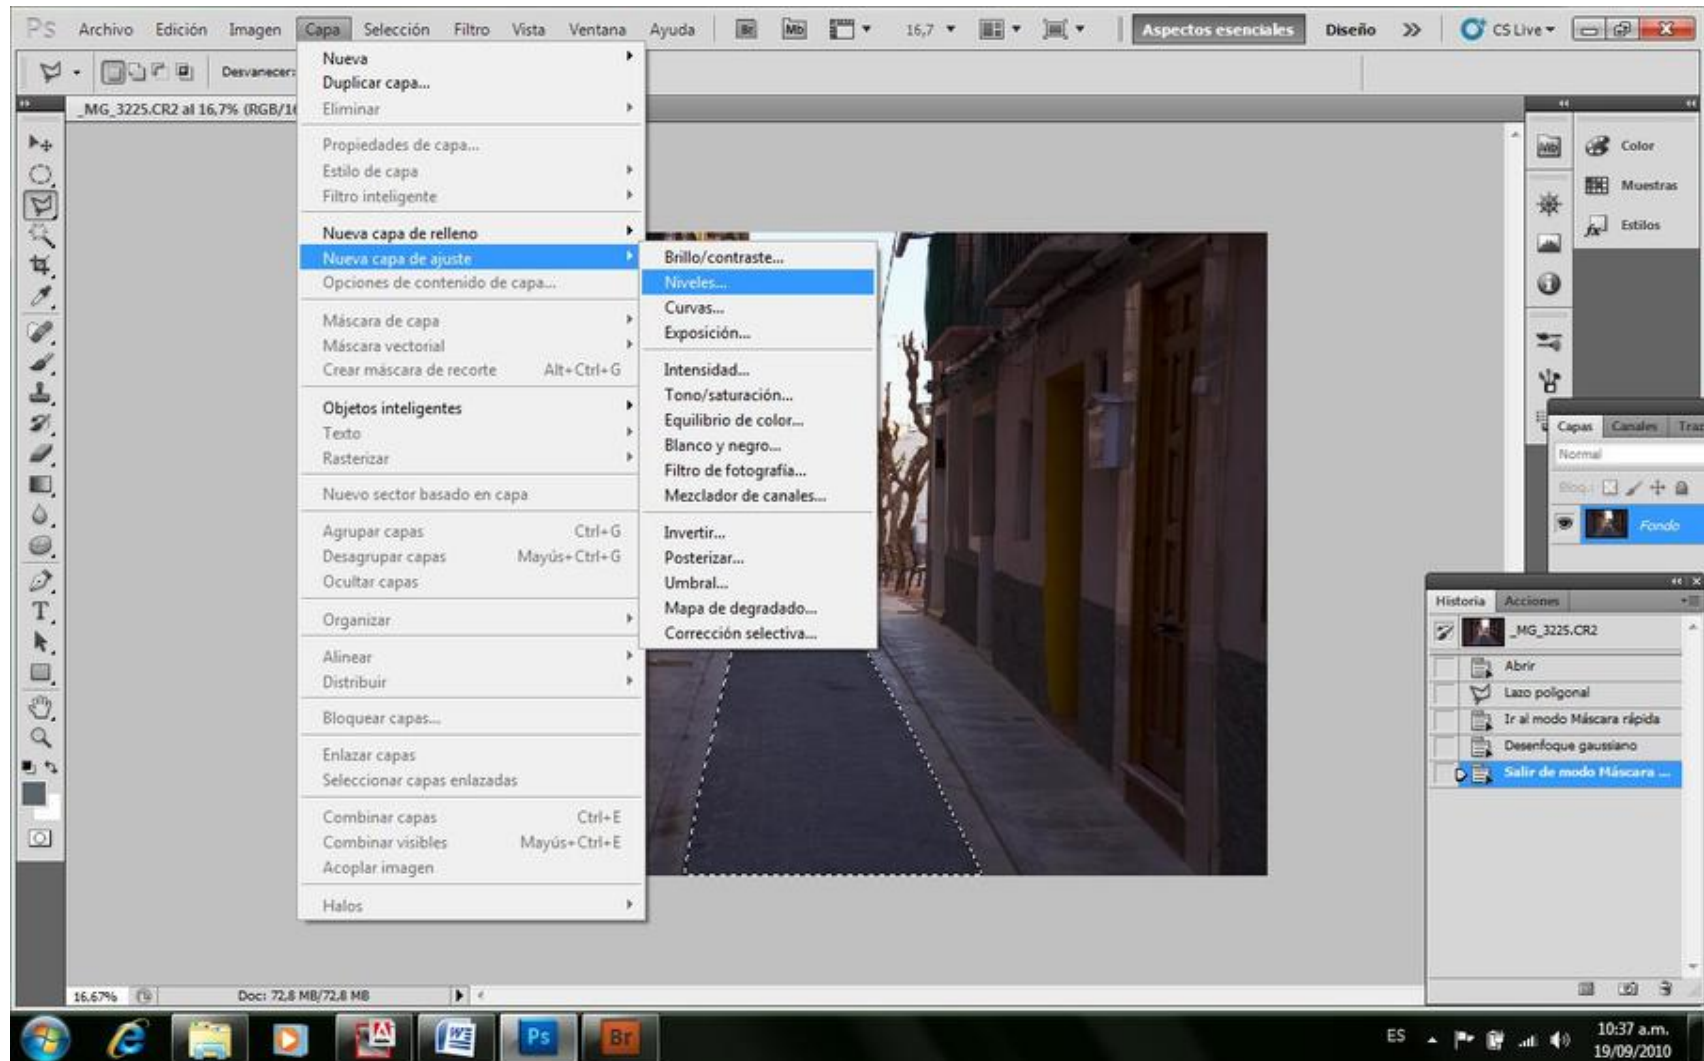 Ps Archivo Edición Imagen Capa Selección Filtro Vista Ventana Ayuda Br Mb 16,7 Aspectos esenciales Diseño CS Live
Desvanecer:
_MG_3225.CR2 al 16,7% (RGB/16
Nueva
Duplicar capa...
Eliminar
Propiedades de capa...
Estilo de capa
Filtro inteligente
Nueva capa de relleno
Nueva capa de ajuste
Opciones de contenido de capa...
Máscara de capa
Máscara vectorial
Crear máscara de recorte Alt+Ctrl+G
Objetos inteligentes
Texto
Rasterizar
Nuevo sector basado en capa
Agrupar capas Ctrl+G
Desagrupar capas Mayús+Ctrl+G
Ocultar capas
Organizar
Alinear
Distribuir
Bloquear capas...
Enlazar capas
Seleccionar capas enlazadas
Combinar capas Ctrl+E
Combinar visibles Mayús+Ctrl+E
Acoplar imagen
Halos
Brillo/contraste...
Niveles...
Curvas...
Exposición...
Intensidad...
Tono/saturación...
Equilibrio de color...
Blanco y negro...
Filtro de fotografía...
Mezclador de canales...
Invertir...
Posterizar...
Umbral...
Mapa de degradado...
Corrección selectiva...
Mb
Color
Muestras
Estilos
Capas Canales Traz
Normal
Bloq.:
Fondo
Historia Acciones
_MG_3225.CR2
Abrir
Lazo poligonal
Ir al modo Máscara rápida
Desenfoque gaussiano
Salir de modo Máscara ...
16,67% Doc: 72,8 MB/72,8 MB
Ps Br ES 10:37 a.m.
19/09/2010